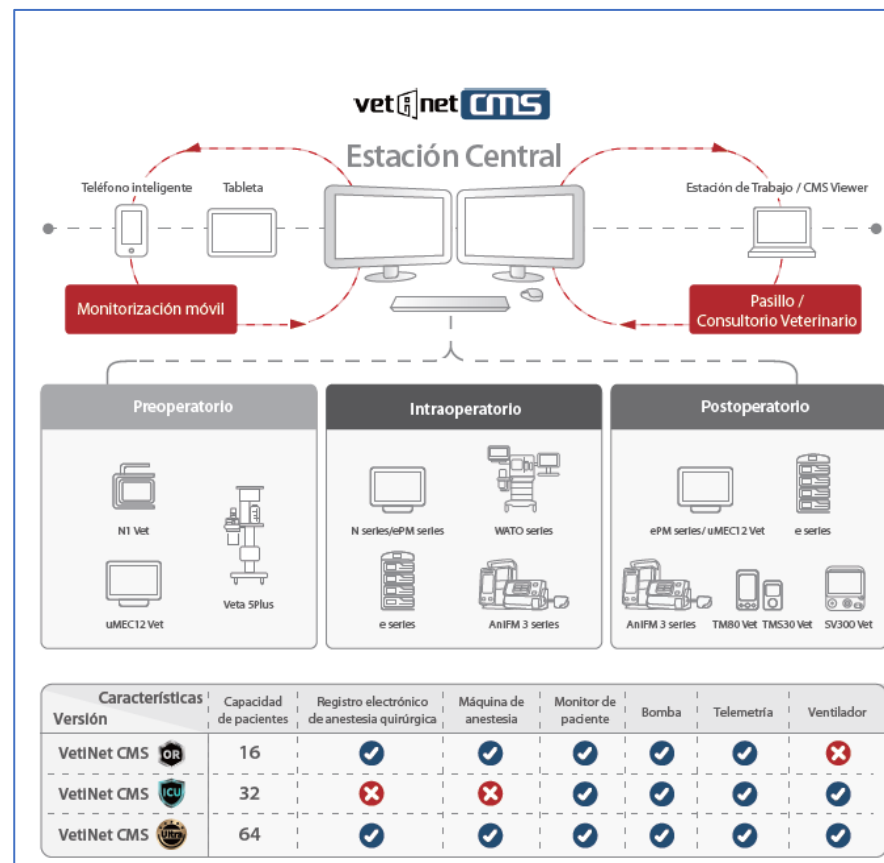 vetinet CMS
Estación Central
Teléfono inteligente
Tableta
Estación de Trabajo / CMS Viewer
Monitorización móvil
Pasillo /
Consultorio Veterinario
Preoperatorio
N1 Vet
Veta 5Plus
uMEC12 Vet
Intraoperatorio
N series/ePM series
WATO series
e series
AniFM 3 series
Postoperatorio
ePM series/ uMEC12 Vet
e series
AniFM 3 series
TM80 Vet
TMS30 Vet
SV300 Vet
Características
Versión
Capacidad
de pacientes
Registro electrónico
de anestesia quirúrgica
Máquina de
anestesia
Monitor de
paciente
Bomba
Telemetría
Ventilador
VetiNet CMS OR 16
VetiNet CMS ICU 32
VetiNet CMS Ultra 64